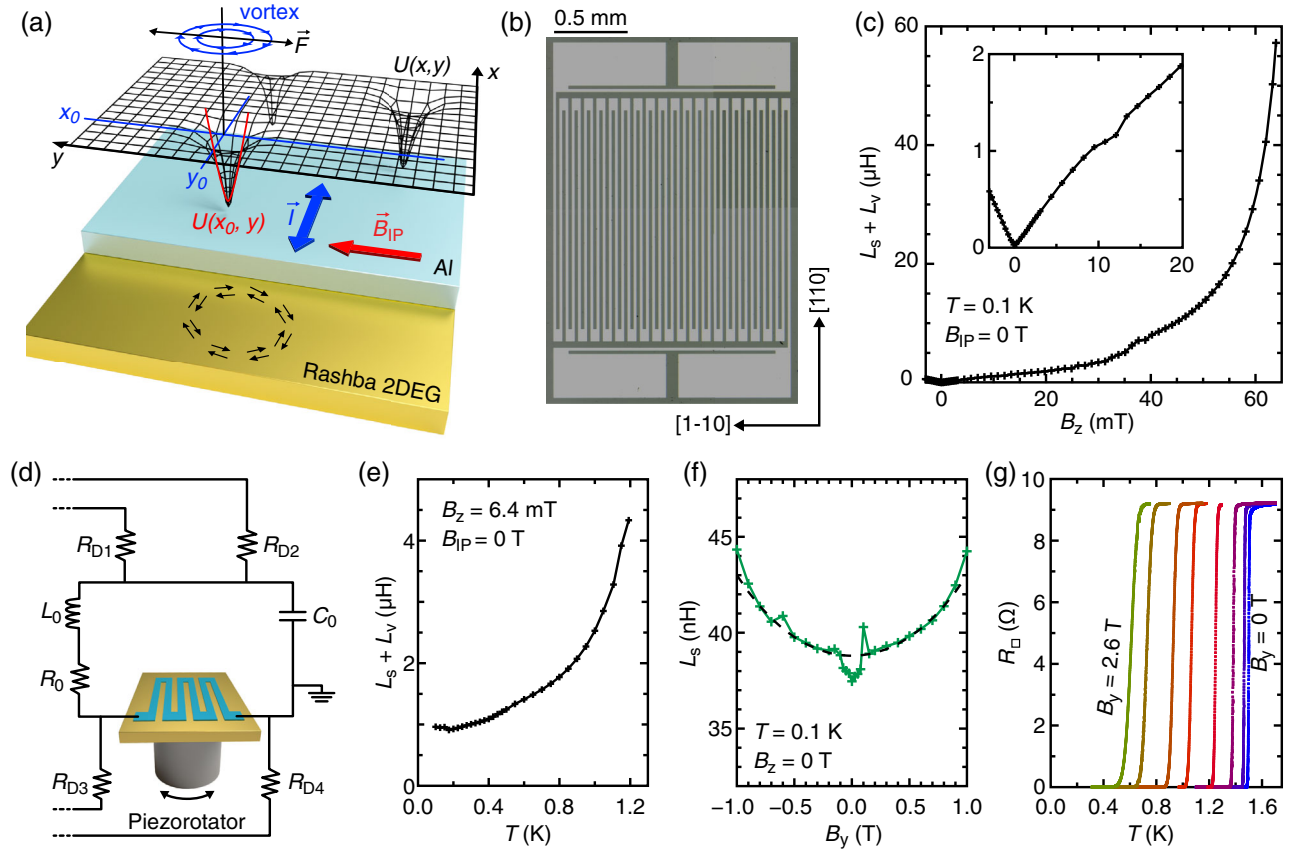 (a)
vortex
F
U(x,y)
x
x0
y
y0
U(x0, y)
I
BIP
Al
Rashba 2DEG
(b)
0.5 mm
[110]
[1-10]
(c)
Ls + Lv (μH)
60
40
20
0
0
20
40
60
Bz (mT)
2
1
0
0
10
20
T = 0.1 K
BIP = 0 T
(d)
RD1
RD2
L0
C0
R0
RD3
RD4
Piezorotator
(e)
Ls + Lv (μH)
4
2
0
0.0
0.4
0.8
1.2
T (K)
Bz = 6.4 mT
BIP = 0 T
(f)
Ls (nH)
45
42
39
36
33
−1.0
−0.5
0.0
0.5
1.0
By (T)
T = 0.1 K
Bz = 0 T
(g)
R□ (Ω)
10
8
6
4
2
0
0.0
0.4
0.8
1.2
1.6
T (K)
By = 2.6 T
By = 0 T